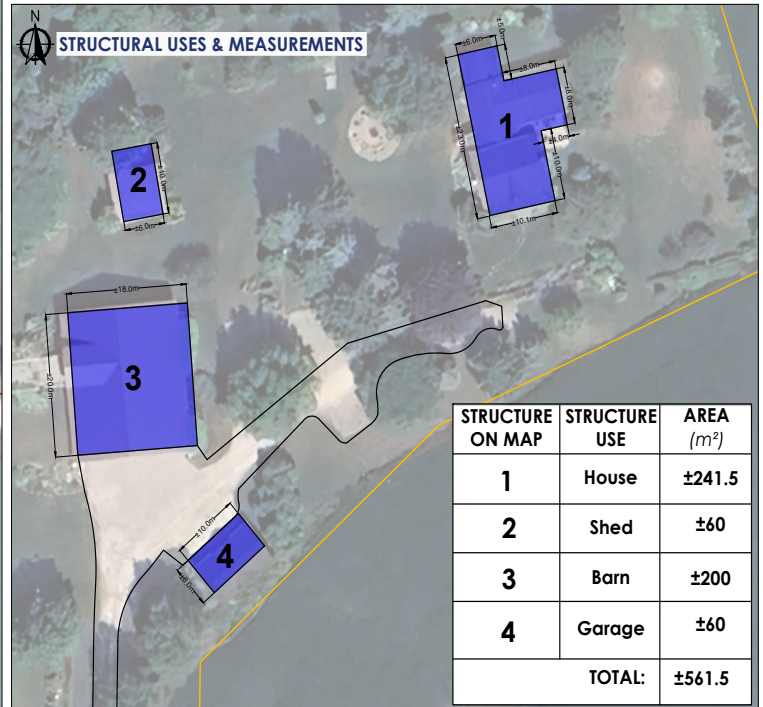 N
STRUCTURAL USES & MEASUREMENTS
±6.0m
±5.0m
±8.0m
±8.0m
±23.0m
1
±4.0m
±10.0m
±10.1m
2
±10.0m
±6.0m
±18.0m
±20.0m
3
±10.0m
4
±6.0m
STRUCTURE ON MAP STRUCTURE USE AREA (m²)
1 House ±241.5
2 Shed ±60
3 Barn ±200
4 Garage ±60
TOTAL: ±561.5